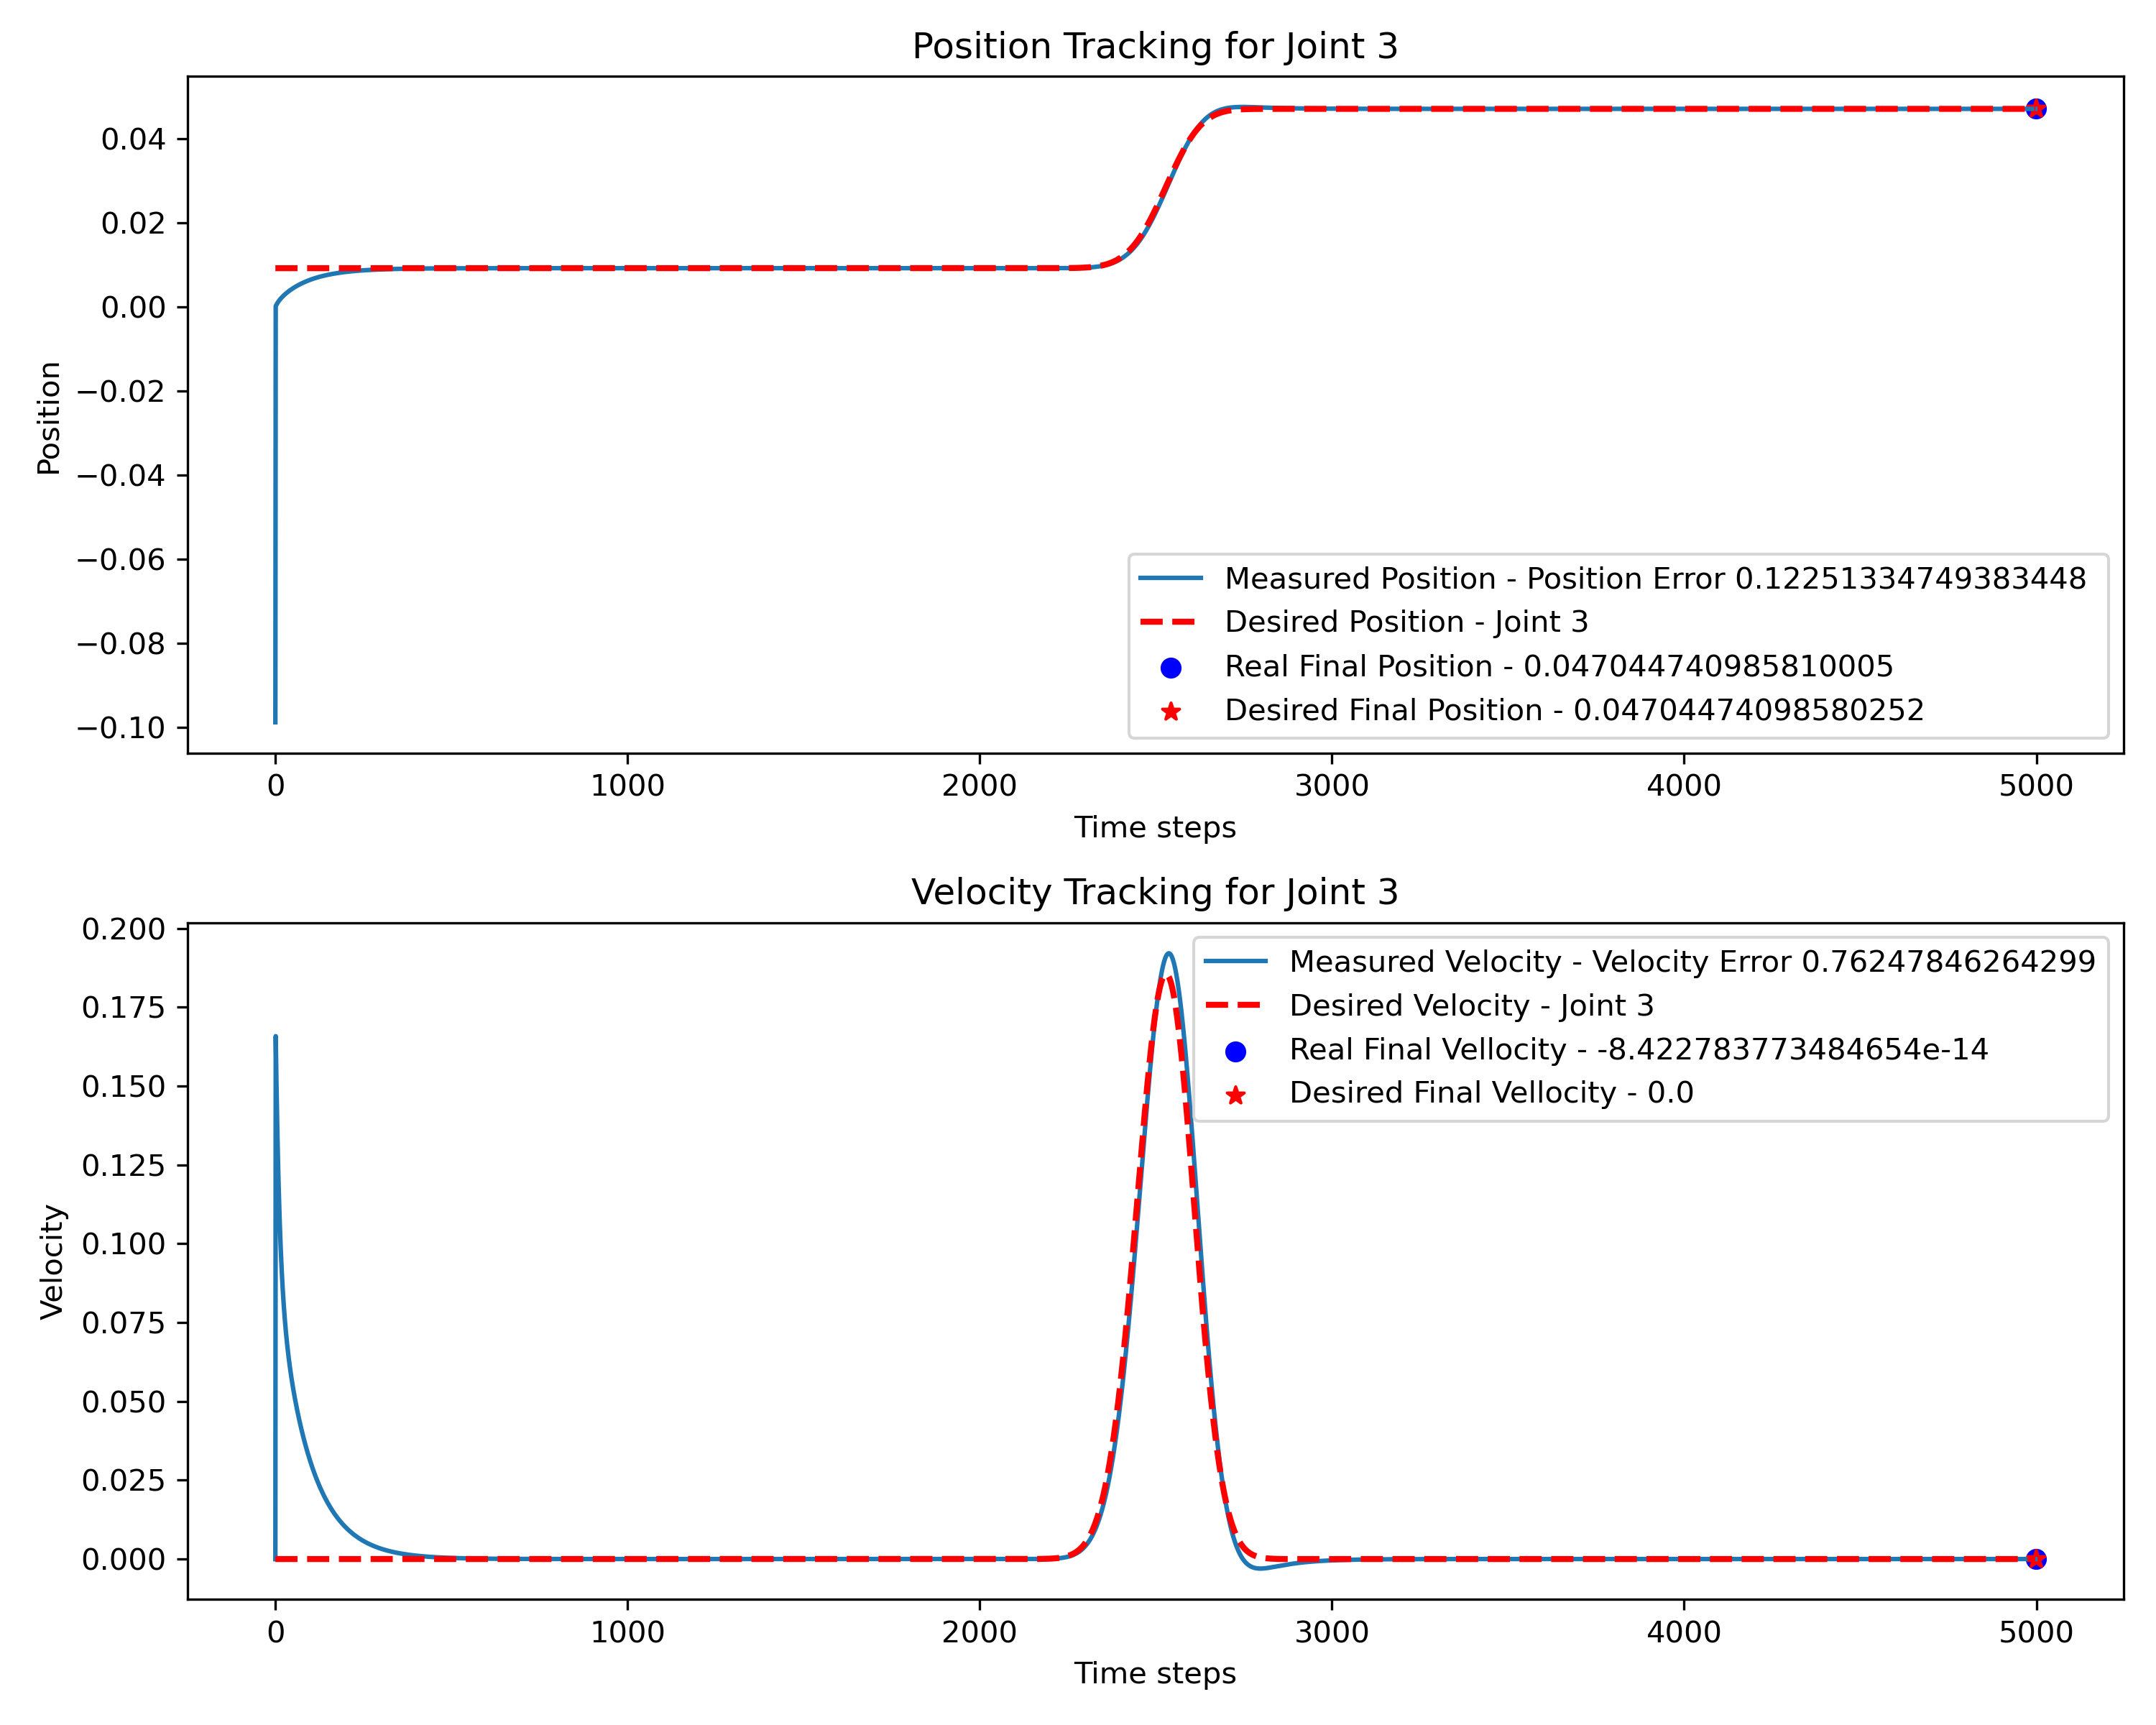 Position Tracking for Joint 3
0.04
0.02
0.00
−0.02
−0.04
−0.06
−0.08
−0.10
Position
Measured Position - Position Error 0.12251334749383448
Desired Position - Joint 3
Real Final Position - 0.047044740985810005
Desired Final Position - 0.04704474098580252
0 1000 2000 3000 4000 5000
Time steps
Velocity Tracking for Joint 3
0.200
0.175
0.150
0.125
0.100
0.075
0.050
0.025
0.000
Velocity
Measured Velocity - Velocity Error 0.76247846264299
Desired Velocity - Joint 3
Real Final Vellocity - -8.422783773484654e-14
Desired Final Vellocity - 0.0
0 1000 2000 3000 4000 5000
Time steps